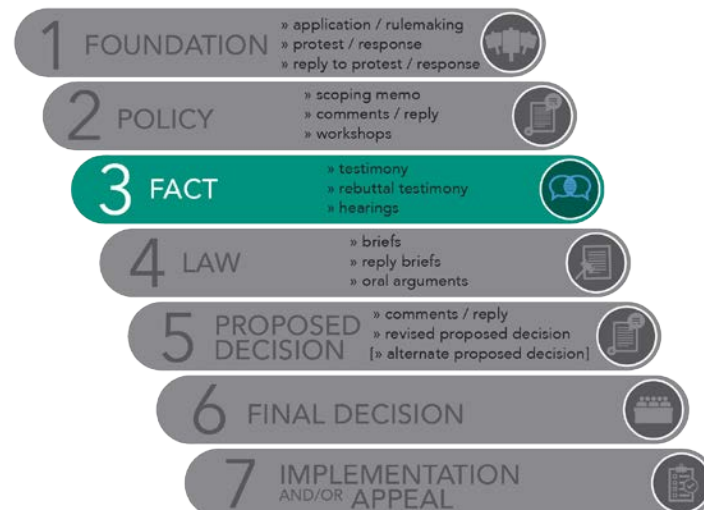 1 FOUNDATION
» application / rulemaking
» protest / response
» reply to protest / response
2 POLICY
» scoping memo
» comments / reply
» workshops
3 FACT
» testimony
» rebuttal testimony
» hearings
4 LAW
» briefs
» reply briefs
» oral arguments
5 PROPOSED
DECISION
» comments / reply
» revised proposed decision
[» alternate proposed decision]
6 FINAL DECISION
7 IMPLEMENTATION
AND/OR APPEAL